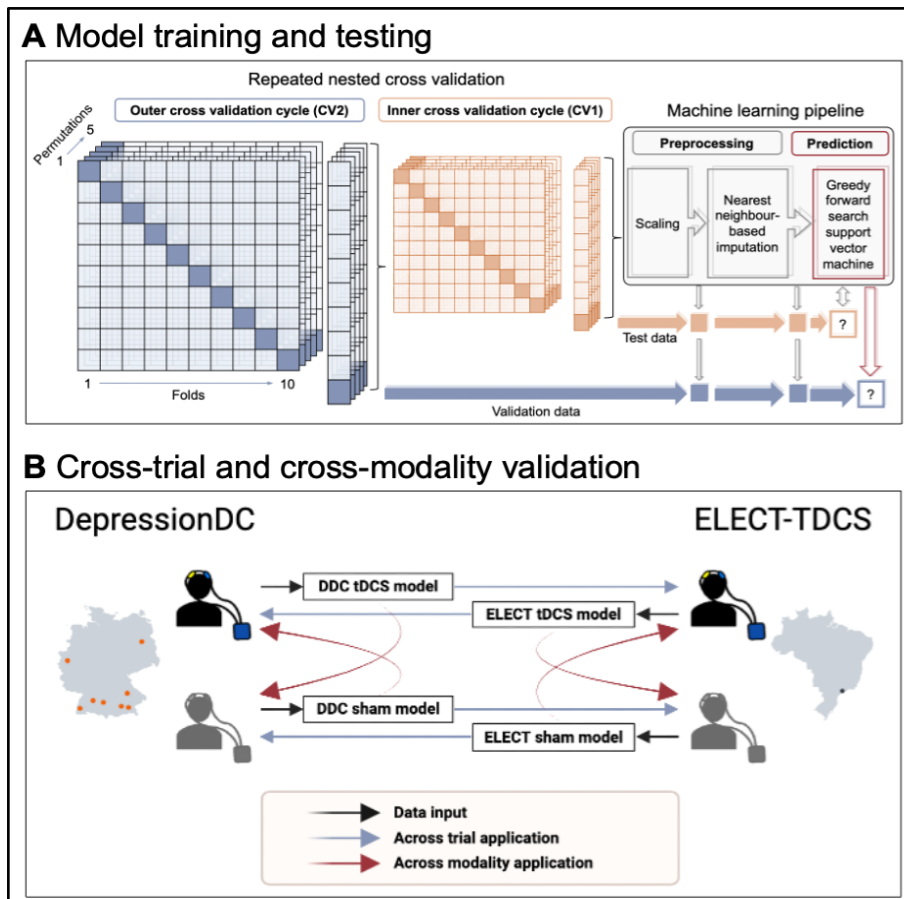 A Model training and testing
Repeated nested cross validation
Permutations
1
5
Outer cross validation cycle (CV2)
Inner cross validation cycle (CV1)
Machine learning pipeline
Preprocessing
Prediction
Scaling
Nearest
neighbour-
based
imputation
Greedy
forward
search
support
vector
machine
?
Test data
1
10
Folds
?
Validation data
B Cross-trial and cross-modality validation
DepressionDC
ELECT-TDCS
DDC tDCS model
ELECT tDCS model
DDC sham model
ELECT sham model
Data input
Across trial application
Across modality application